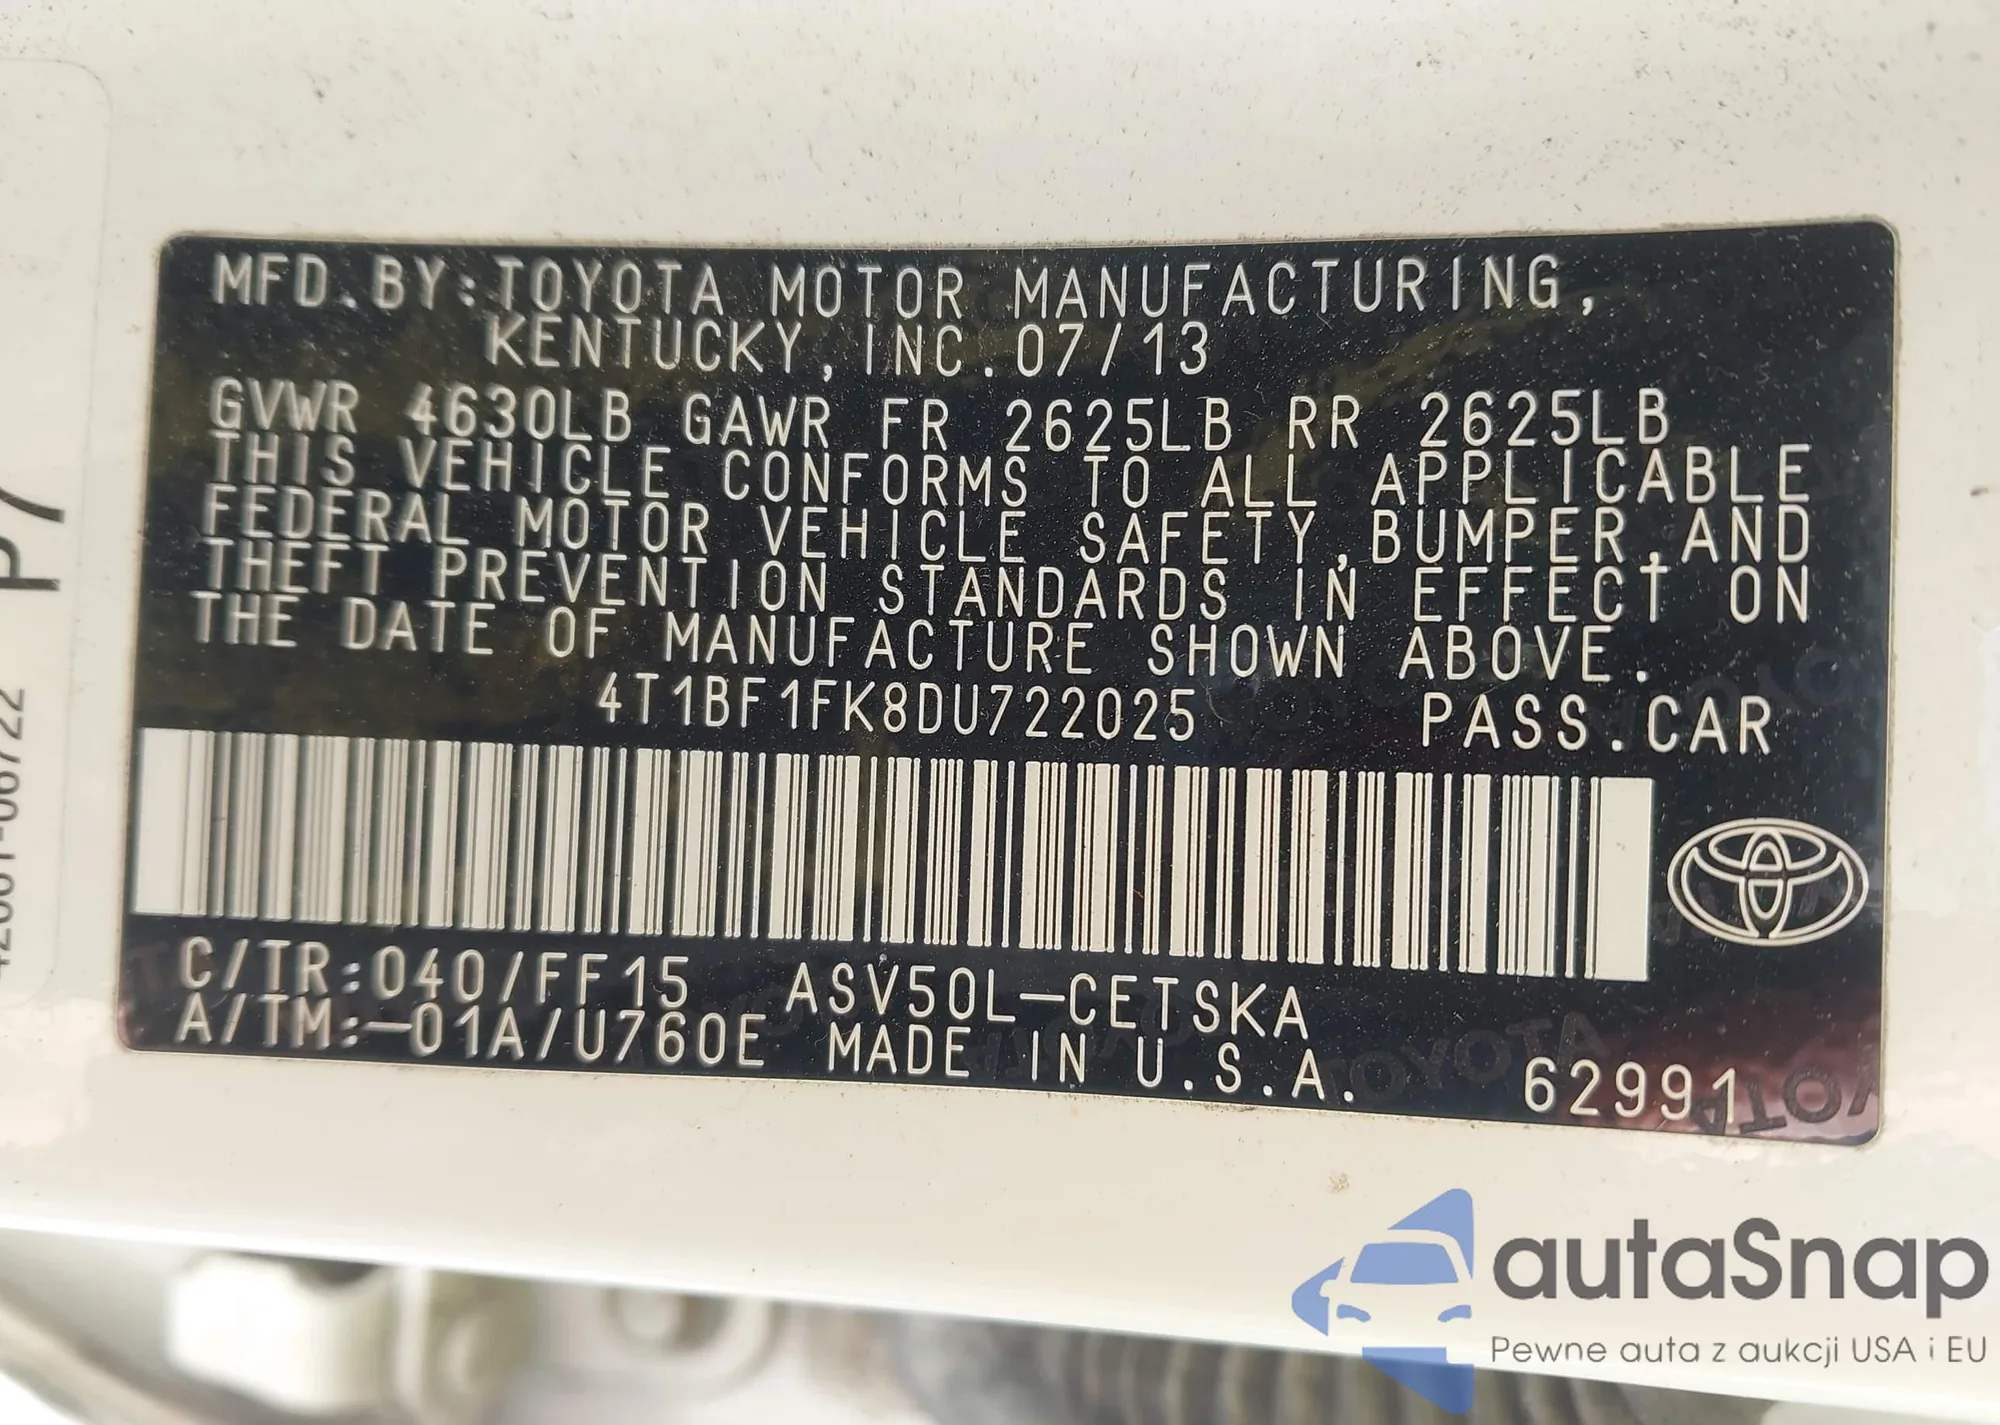 MFD.BY:TOYOTA MOTOR MANUFACTURING,
KENTUCKY,INC.07/13
GVWR 4630LB GAWR FR 2625LB RR 2625LB
THIS VEHICLE CONFORMS TO ALL APPLICABLE
FEDERAL MOTOR VEHICLE SAFETY,BUMPER,AND
THEFT PREVENTION STANDARDS IN EFFECT ON
THE DATE OF MANUFACTURE SHOWN ABOVE.
4T1BF1FK8DU722025 PASS.CAR
C/TR:040/FF15 ASV50L-CETSKA
A/TM:-01A/U760E MADE IN U.S.A. 62991
TOYOTA
P7
autaSnap
Pewne auta z aukcji USA i EU